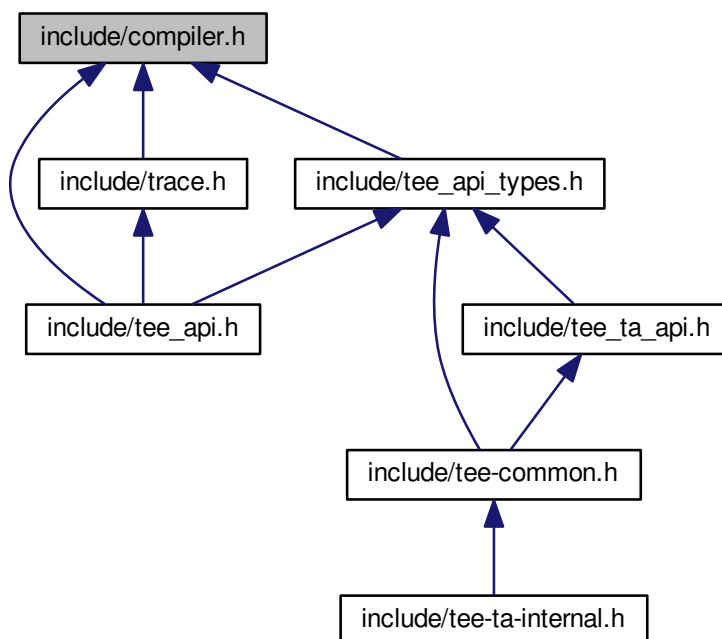 include/compiler.h
include/trace.h
include/tee_api_types.h
include/tee_api.h
include/tee_ta_api.h
include/tee-common.h
include/tee-ta-internal.h